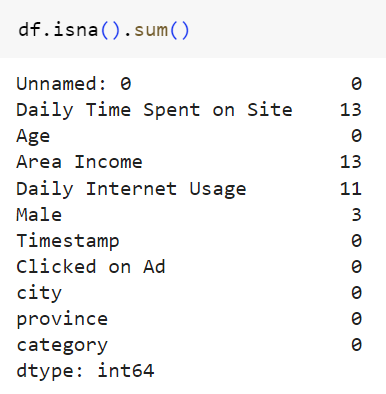 df.isna().sum()
Unnamed: 0 0
Daily Time Spent on Site 13
Age 0
Area Income 13
Daily Internet Usage 11
Male 3
Timestamp 0
Clicked on Ad 0
city 0
province 0
category 0
dtype: int64